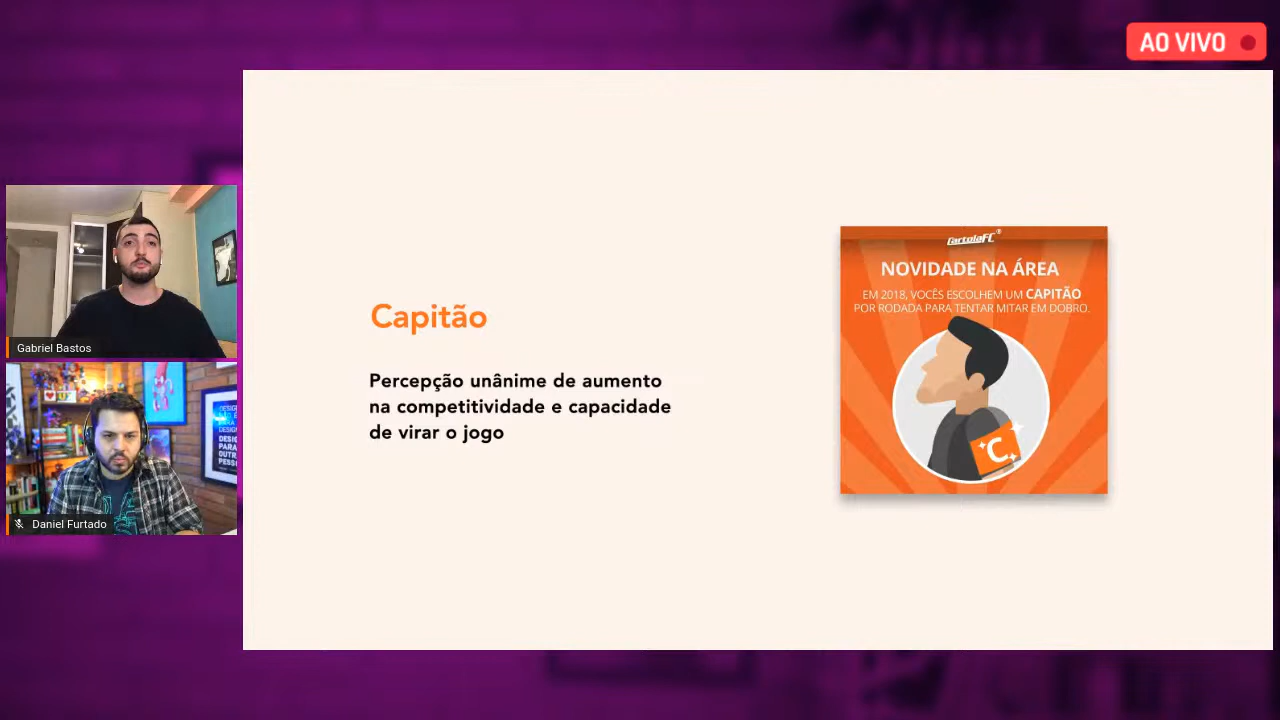 AO VIVO
Gabriel Bastos
Daniel Furtado
Capitão
Percepção unânime de aumento
na competitividade e capacidade
de virar o jogo
CartolaFC®
NOVIDADE NA ÁREA
EM 2018, VOCÊS ESCOLHEM UM CAPITÃO
POR RODADA PARA TENTAR MITAR EM DOBRO.
C
DESIGN